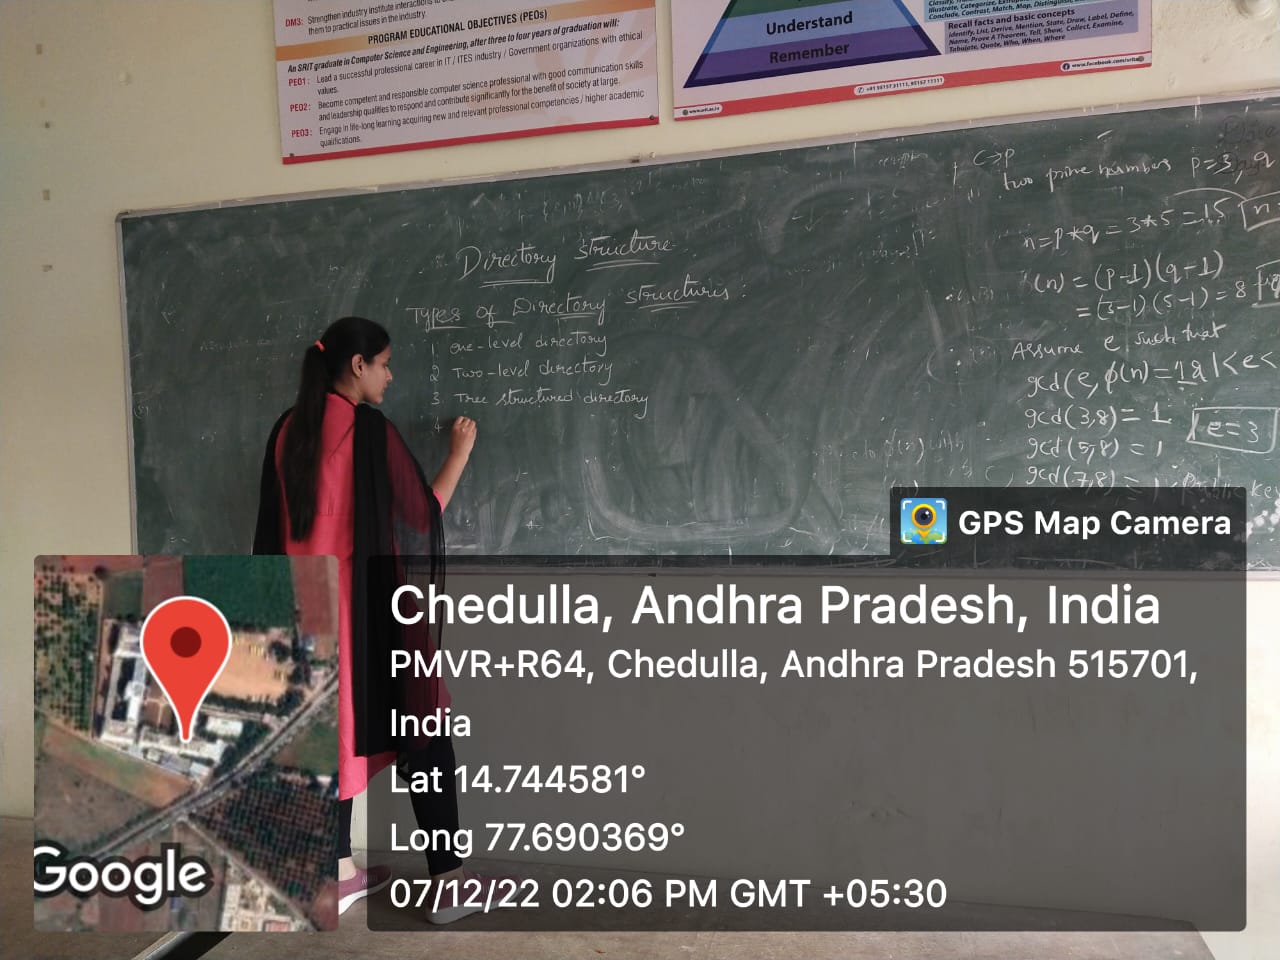 DM3: Strengthen industry institute interactions to
them to practical issues in the industry.
PROGRAM EDUCATIONAL OBJECTIVES (PEOs)
An SRIT graduate in Computer Science and Engineering, after three to four years of graduation will:
PEO1: Lead a successful professional career in IT / ITES industry / Government organizations with ethical
values.
PEO2: Become competent and responsible computer science professional with good communication skills
and leadership qualities to respond and contribute significantly for the benefit of society at large.
PEO3: Engage in life-long learning acquiring new and relevant professional competencies / higher academic
qualifications.
Understand
Remember
Conclude, Contrast, Match, Map,
Recall facts and basic concepts
Identify, List, Derive, Mention, State, Draw, Label, Define,
Name, Prove A Theorem, Tell, Show, Collect, Examine,
Tabulate, Quote, Who, When, Where
Directory structure
Types of Directory structures:
1. one-level directory
2 Two-level directory
3. Tree structured directory
4.
C→P
two prime numbers P=3, q
n=p*q = 3*5 = 15 n=
(n) = (p-1)(q-1)
= (3-1)(5-1) = 8
Assume e such that
gcd(e, φ(n) = 1 & 1<e<
gcd(3,8) = 1 e=3
gcd(5,8) = 1
gcd(7,8) = 1 public key
GPS Map Camera
Chedulla, Andhra Pradesh, India
PMVR+R64, Chedulla, Andhra Pradesh 515701,
India
Lat 14.744581°
Long 77.690369°
07/12/22 02:06 PM GMT +05:30
Google